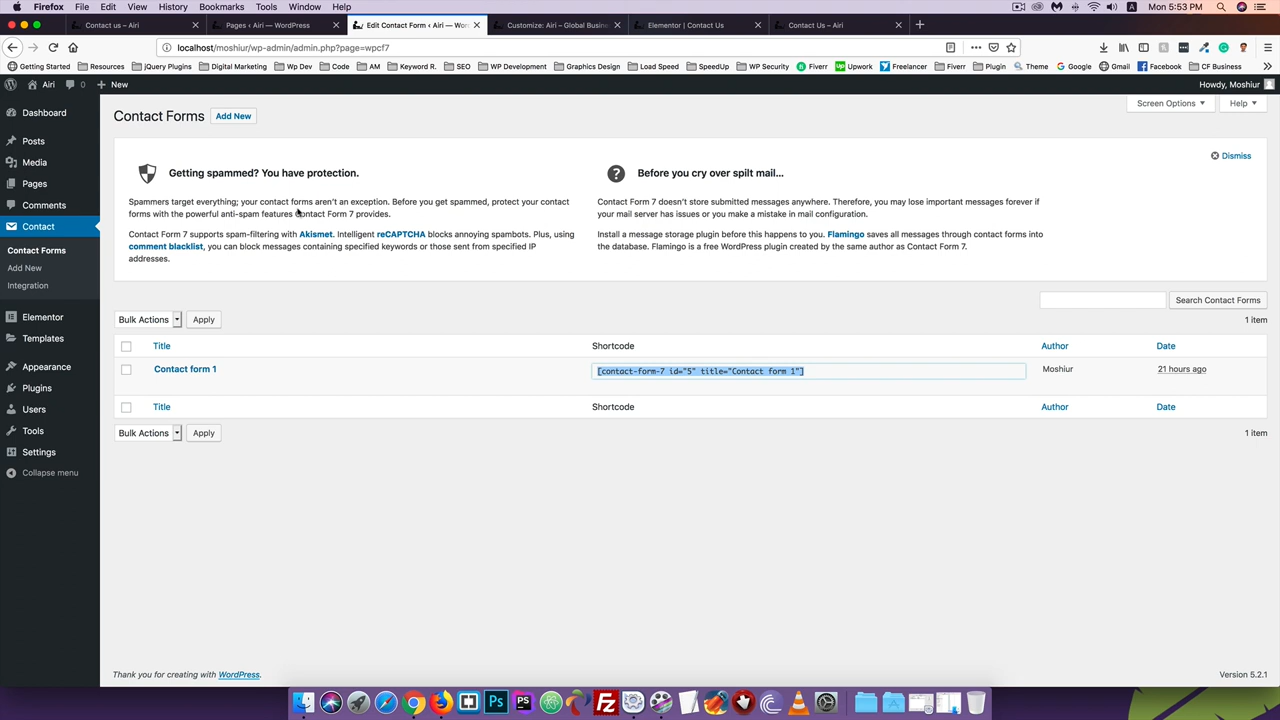 Firefox File Edit View History Bookmarks Tools Window Help Mon 5:53 PM
Contact us – Airi Pages ‹ Airi — WordPress Edit Contact Form ‹ Airi — Wor Customize: Airi – Global Busin Elementor | Contact Us Contact Us – Airi
localhost/moshiur/wp-admin/admin.php?page=wpcf7
Getting Started Resources jQuery Plugins Digital Marketing Wp Dev Code AM Keyword R. SEO WP Development Graphics Design Load Speed SpeedUp WP Security Fiverr Upwork Freelancer Fiverr Plugin Theme Google Gmail Facebook CF Business
Airi 0 New Howdy, Moshiur
Dashboard
Posts
Media
Pages
Comments
Contact
Contact Forms
Add New
Integration
Elementor
Templates
Appearance
Plugins
Users
Tools
Settings
Collapse menu
Screen Options Help
Contact Forms Add New
Dismiss
Getting spammed? You have protection.
Spammers target everything; your contact forms aren't an exception. Before you get spammed, protect your contact
forms with the powerful anti-spam features Contact Form 7 provides.
Contact Form 7 supports spam-filtering with Akismet. Intelligent reCAPTCHA blocks annoying spambots. Plus, using
comment blacklist, you can block messages containing specified keywords or those sent from specified IP
addresses.
Before you cry over spilt mail...
Contact Form 7 doesn't store submitted messages anywhere. Therefore, you may lose important messages forever if
your mail server has issues or you make a mistake in mail configuration.
Install a message storage plugin before this happens to you. Flamingo saves all messages through contact forms into
the database. Flamingo is a free WordPress plugin created by the same author as Contact Form 7.
Search Contact Forms
Bulk Actions Apply 1 item
Title Shortcode Author Date
Contact form 1 [contact-form-7 id="5" title="Contact form 1"] Moshiur 21 hours ago
Title Shortcode Author Date
Bulk Actions Apply 1 item
Thank you for creating with WordPress. Version 5.2.1